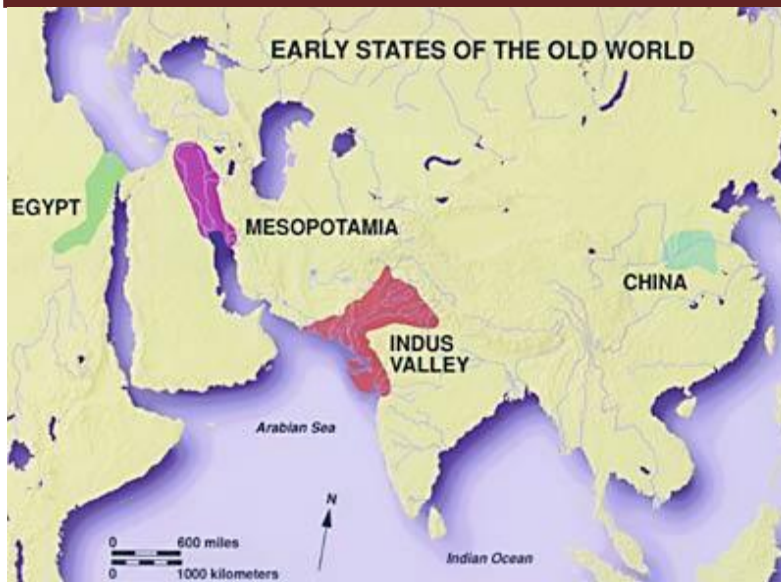 EARLY STATES OF THE OLD WORLD
EGYPT
MESOPOTAMIA
CHINA
INDUS
VALLEY
Arabian Sea
N
0 600 miles
0 1000 kilometers
Indian Ocean